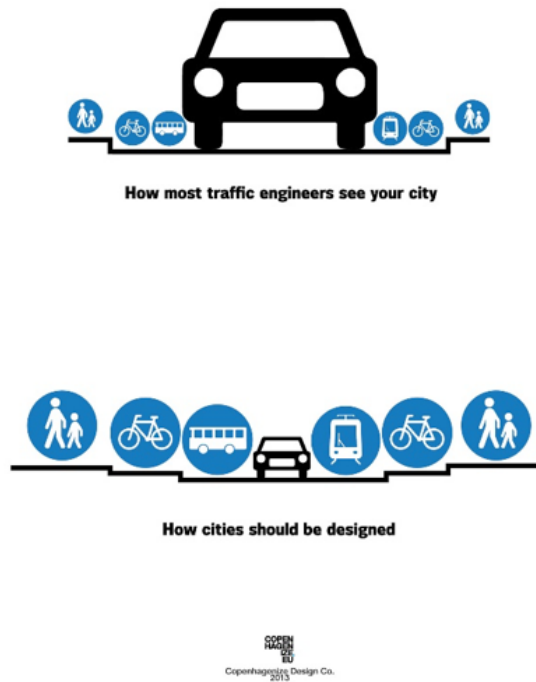 How most traffic engineers see your city
How cities should be designed
COPEN
HAGEN
IZE.
EU
Copenhagenize Design Co.
2013